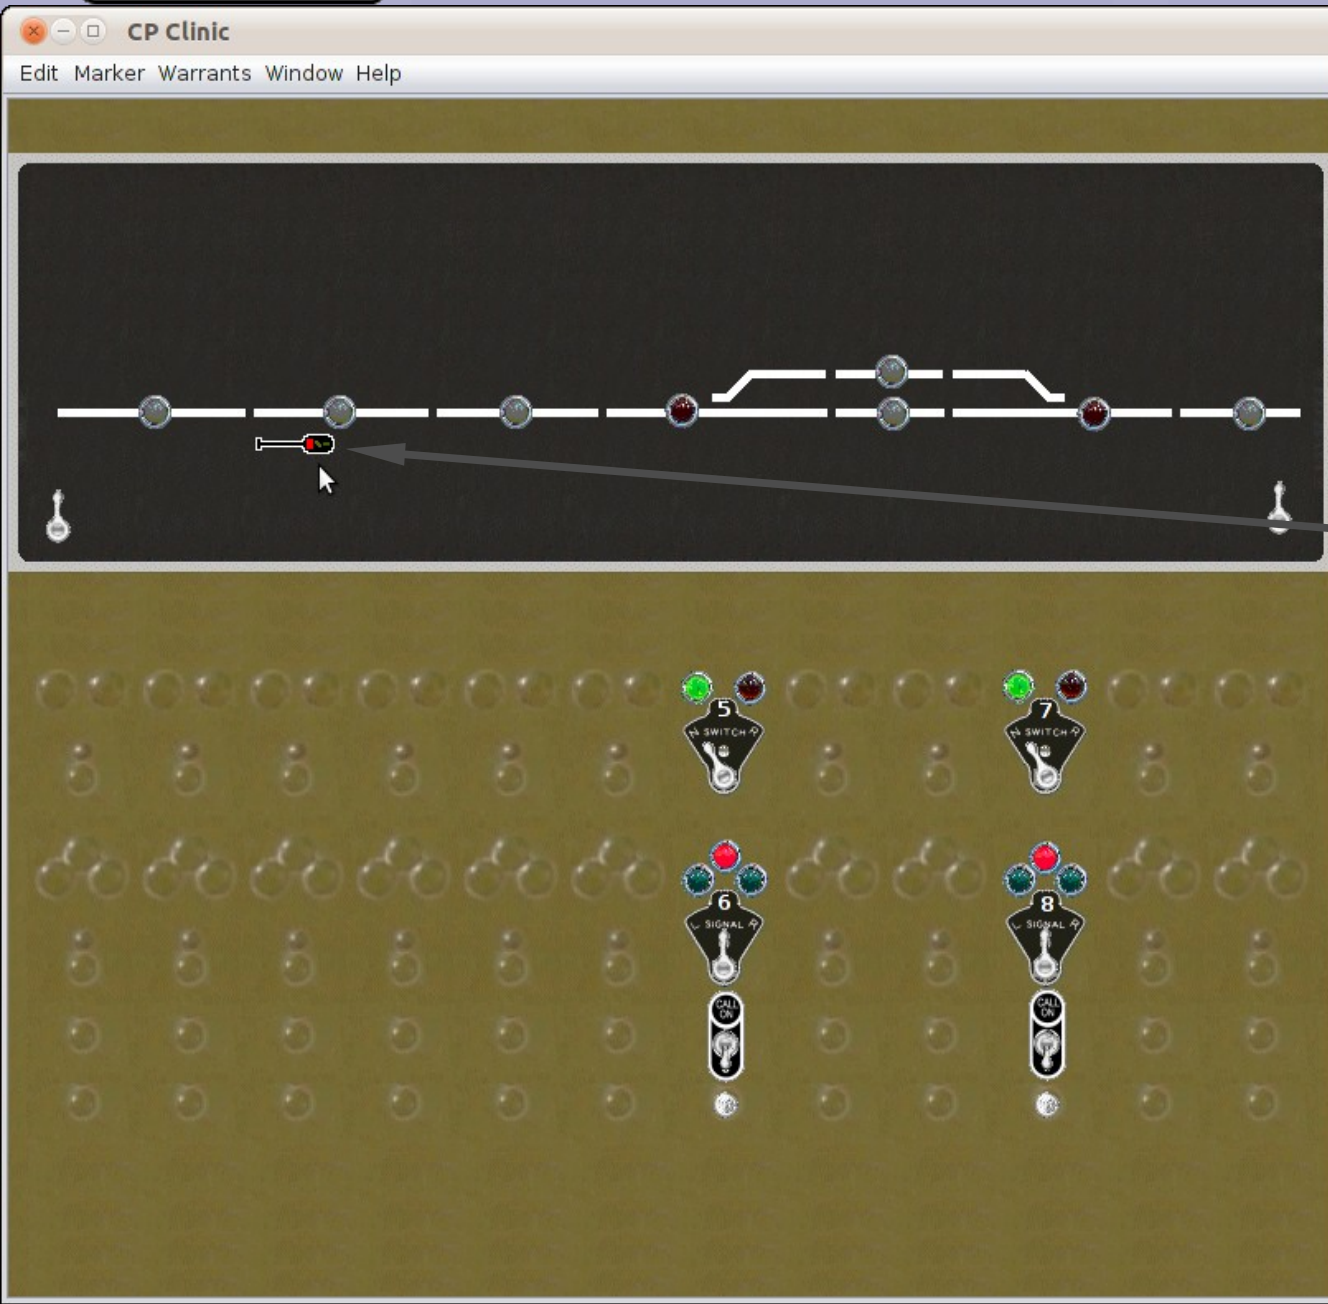 CP Clinic
Edit Marker Warrants Window Help
5 7
N SWITCH R N SWITCH R
6 8
L SIGNAL R L SIGNAL R
CALL ON CALL ON